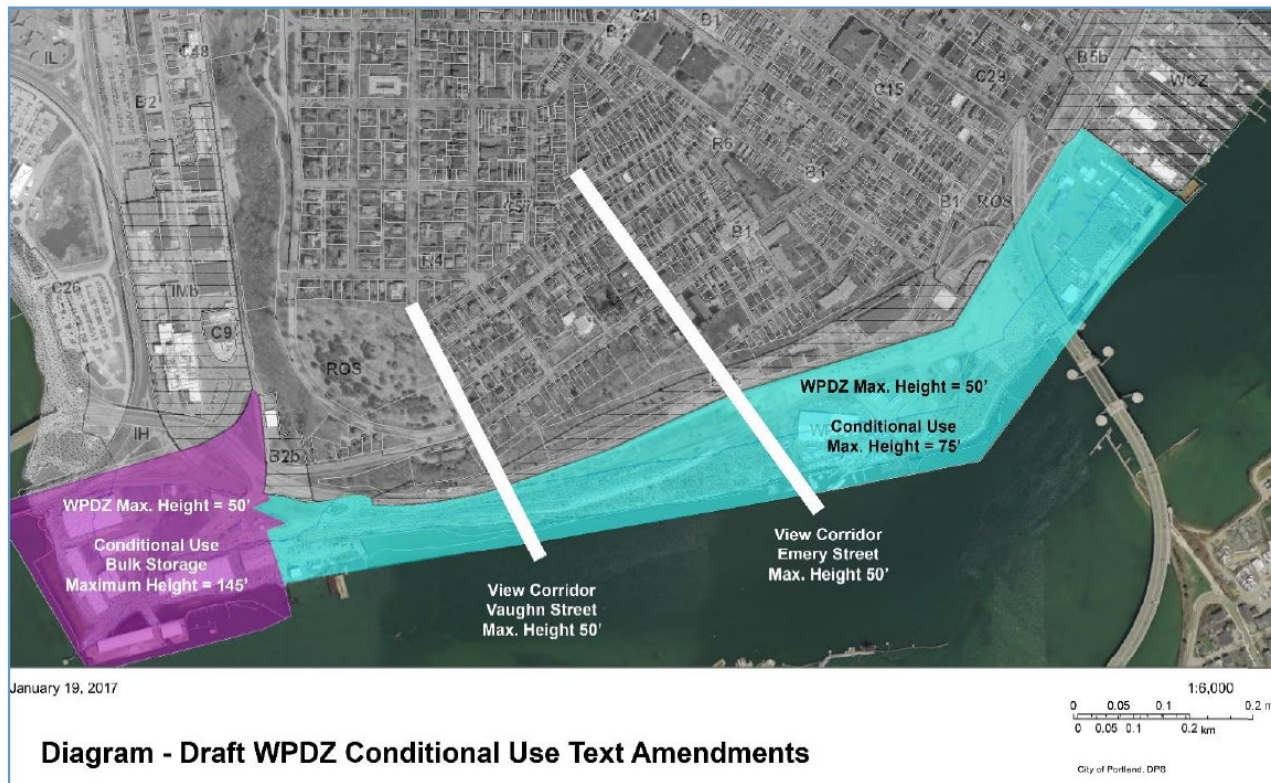 IL
C48
C21
B1
B2
C29
B5b
WCZ
C15
R6
C37
B1
B1
ROS
B1
R4
C26
IMb
C9
ROS
IH
B2b
WPDZ Max. Height = 50'
Conditional Use
Max. Height = 75'
WPDZ Max. Height = 50'
Conditional Use
Bulk Storage
Maximum Height = 145'
View Corridor
Vaughn Street
Max. Height 50'
View Corridor
Emery Street
Max. Height 50'
January 19, 2017
1:6,000
0 0.05 0.1 0.2 m
0 0.05 0.1 0.2 km
Diagram - Draft WPDZ Conditional Use Text Amendments
City of Portland, DPS